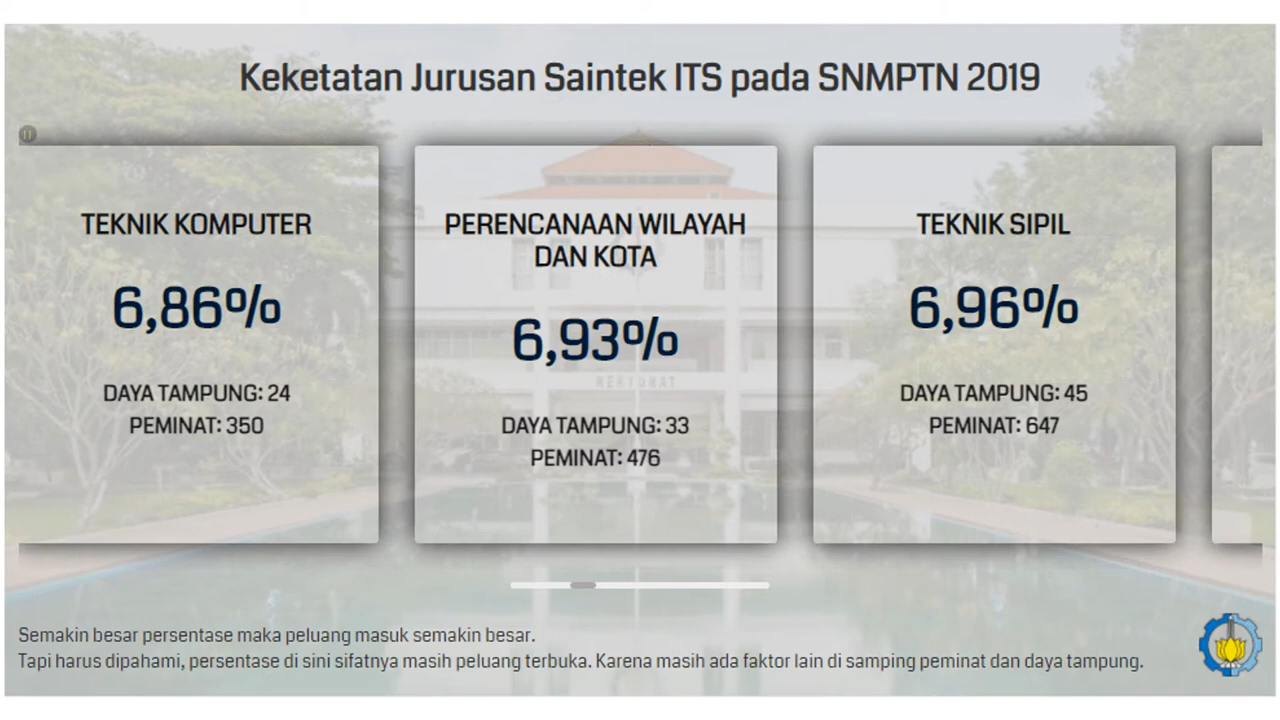 Keketatan Jurusan Saintek ITS pada SNMPTN 2019
TEKNIK KOMPUTER
6,86%
DAYA TAMPUNG: 24
PEMINAT: 350
PERENCANAAN WILAYAH
DAN KOTA
6,93%
DAYA TAMPUNG: 33
PEMINAT: 476
TEKNIK SIPIL
6,96%
DAYA TAMPUNG: 45
PEMINAT: 647
REKTORAT
Semakin besar persentase maka peluang masuk semakin besar.
Tapi harus dipahami, persentase di sini sifatnya masih peluang terbuka. Karena masih ada faktor lain di samping peminat dan daya tampung.